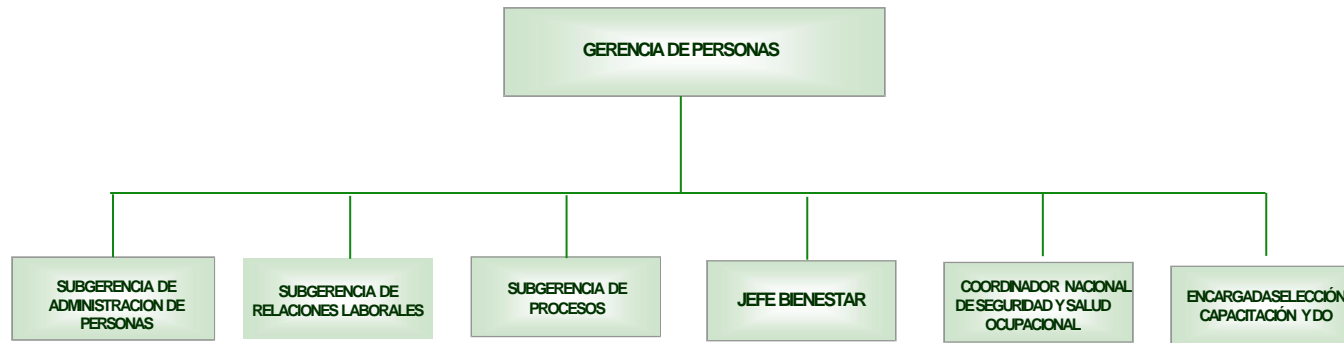 GERENCIA DE PERSONAS
SUBGERENCIA DE
ADMINISTRACION DE
PERSONAS
SUBGERENCIA DE
RELACIONES LABORALES
SUBGERENCIA DE
PROCESOS
JEFE BIENESTAR
COORDINADOR NACIONAL
DE SEGURIDAD Y SALUD
OCUPACIONAL
ENCARGADA SELECCIÓN
CAPACITACIÓN Y DO